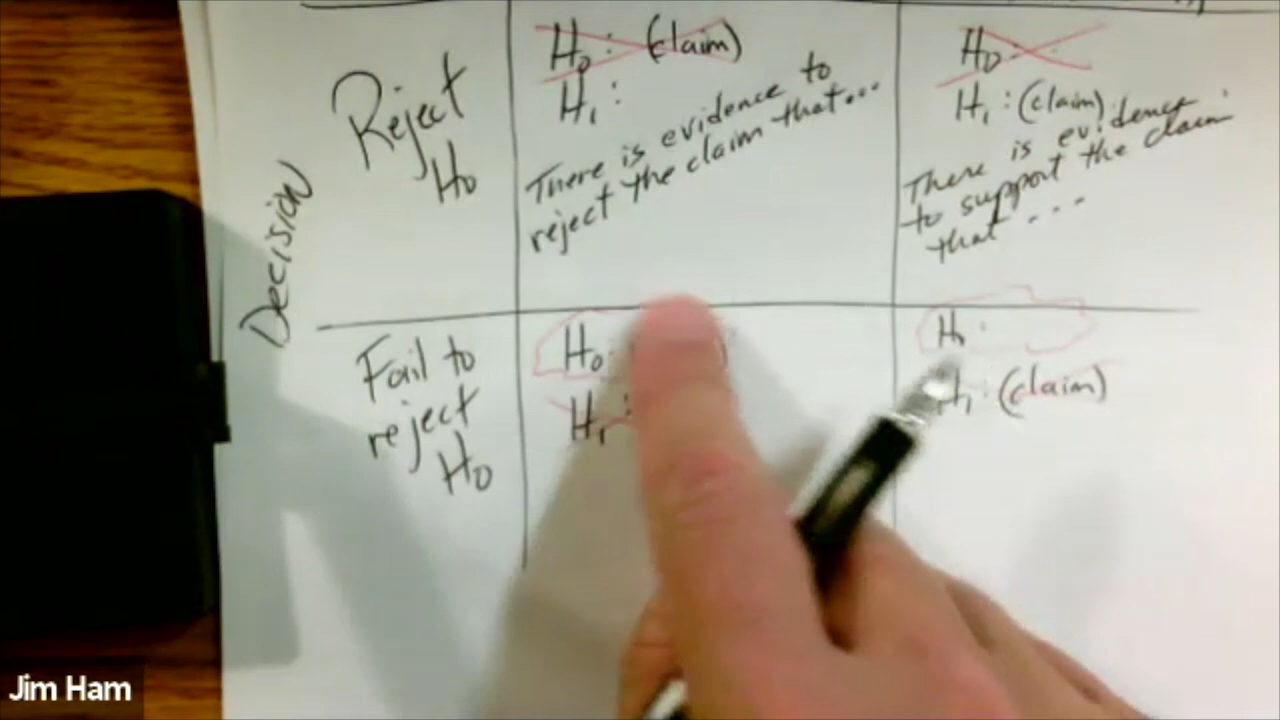 Decision
Reject
H₀
H₀ : (claim)
H₁ :
There is evidence to
reject the claim that...
H₀ :
H₁ : (claim)
There is evidence
to support the claim
that ...
Fail to
reject
H₀
H₀ :
H₁ :
H₀ :
H₁ : (claim)
Jim Ham